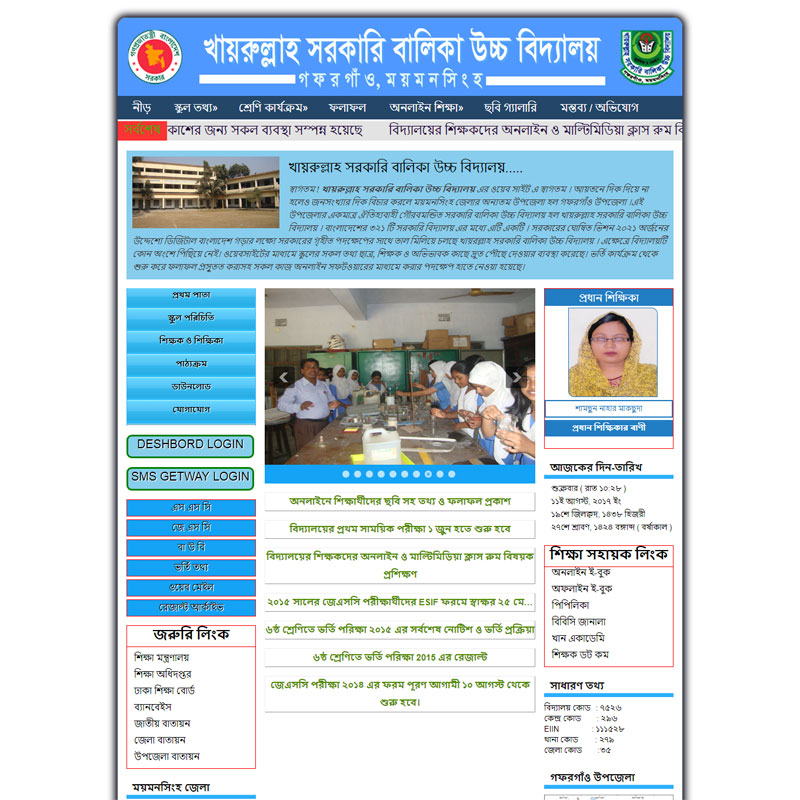 খায়রুল্লাহ সরকারি বালিকা উচ্চ বিদ্যালয়
গফরগাঁও, ময়মনসিংহ
নীড় স্কুল তথ্য» শ্রেণি কার্যক্রম» ফলাফল অনলাইন শিক্ষা» ছবি গ্যালারি মন্তব্য / অভিযোগ
সর্বশেষ কাশের জন্য সকল ব্যবস্থা সম্পন্ন হয়েছে বিদ্যালয়ের শিক্ষকদের অনলাইন ও মাল্টিমিডিয়া ক্লাস রুম বি
খায়রুল্লাহ সরকারি বালিকা উচ্চ বিদ্যালয়.....
স্বাগতম! খায়রুল্লাহ সরকারি বালিকা উচ্চ বিদ্যালয় এর ওয়েব সাইট এ স্বাগতম । আয়তনে দিক দিয়ে না
হলেও জনসংখ্যার দিক বিচার করলে ময়মনসিংহ জেলার অন্যতম উপজেলা হল গফরগাঁও উপজেলা ।এই
উপজেলার একমত্রে ঐতিহ্যবাহী গৌরবমন্ডিত সরকারি বালিকা উচ্চ বিদ্যালয় হল খায়রুল্লাহ সরকারি বালিকা উচ্চ
বিদ্যালয় । বাংলাদেশের ৩২১ টি সরকারি বিদ্যালয় এর মধ্যে এটি একটি । সরকারের ঘোষিত ভিশন ২০২১ অর্জনের
উদ্দেশ্যে ডিজিটাল বাংলাদেশ গড়ার লক্ষ্যে সরকারের গৃহীত পদক্ষেপের সাথে তাল মিলিয়ে চলছে খায়রুল্লাহ সরকারি বালিকা উচ্চ বিদ্যালয় । এক্ষেত্রে বিদ্যালয়টি
কোন অংশে পিছিয়ে নেই। ওয়েবসাইটের মাধ্যমে স্কুলের সকল তথ্য ছাত্র, শিক্ষক ও অভিভাবক কাছে দ্রুত পৌঁছে দেওয়ার ব্যবস্থা করেছে। ভর্তি কার্যক্রম থেকে
শুরু করে ফলাফল প্রস্তুত করাসহ সকল কাজ অনলাইন সফটওয়ারের মাধ্যমে করার পদক্ষেপ হাতে নেওয়া হয়েছে।
প্রথম পাতা
স্কুল পরিচিতি
শিক্ষক ও শিক্ষিকা
পাঠ্যক্রম
ডাউনলোড
যোগাযোগ
DESHBORD LOGIN
SMS GETWAY LOGIN
এস এস সি
জে এস সি
বা উ বি
ভর্তি তথ্য
ওয়েব মেইল
রেজাল্ট আর্কাইভ
জরুরি লিংক
শিক্ষা মন্ত্রণালয়
শিক্ষা অধিদপ্তর
ঢাকা শিক্ষা বোর্ড
ব্যানবেইস
জাতীয় বাতায়ন
জেলা বাতায়ন
উপজেলা বাতায়ন
ময়মনসিংহ জেলা
অনলাইনে শিক্ষার্থীদের ছবি সহ তথ্য ও ফলাফল প্রকাশ
বিদ্যালয়ের প্রথম সাময়িক পরীক্ষা ১ জুন হতে শুরু হবে
বিদ্যালয়ের শিক্ষকদের অনলাইন ও মাল্টিমিডিয়া ক্লাস রুম বিষয়ক
প্রশিক্ষণ
২০১৫ সালের জেএসসি পরীক্ষার্থীদের ESIF ফরমে স্বাক্ষর ২৫ মে...
৬ষ্ঠ শ্রেণিতে ভর্তি পরিক্ষা ২০১৫ এর সর্বশেষ নোটিশ ও ভর্তি প্রক্রিয়া
৬ষ্ঠ শ্রেণিতে ভর্তি পরিক্ষা 2015 এর রেজাল্ট
জেএসসি পরীক্ষা ২০১৪ এর ফরম পূরণ আগামী ১০ আগস্ট থেকে
শুরু হবে।
প্রধান শিক্ষিকা
শামছুন নাহার মাকছুদা
প্রধান শিক্ষিকার বাণী
আজকের দিন-তারিখ
শুক্রবার ( রাত ১০:২৮ )
১১ই আগস্ট, ২০১৭ ইং
১৯শে জিলক্বদ, ১৪৩৮ হিজরী
২৭শে শ্রাবণ, ১৪২৪ বঙ্গাব্দ ( বর্ষাকাল )
শিক্ষা সহায়ক লিংক
অনলাইন ই-বুক
অফলাইন ই-বুক
পিপিলিকা
বিবিসি জানালা
খান একাডেমি
শিক্ষক ডট কম
সাধারণ তথ্য
বিদ্যালয় কোড : ৭৫২৬
কেন্দ্র কোড : ২৯৬
EIIN : ১১১৫২৮
থানা কোড : ২৭৯
জেলা কোড :৩৫
গফরগাঁও উপজেলা